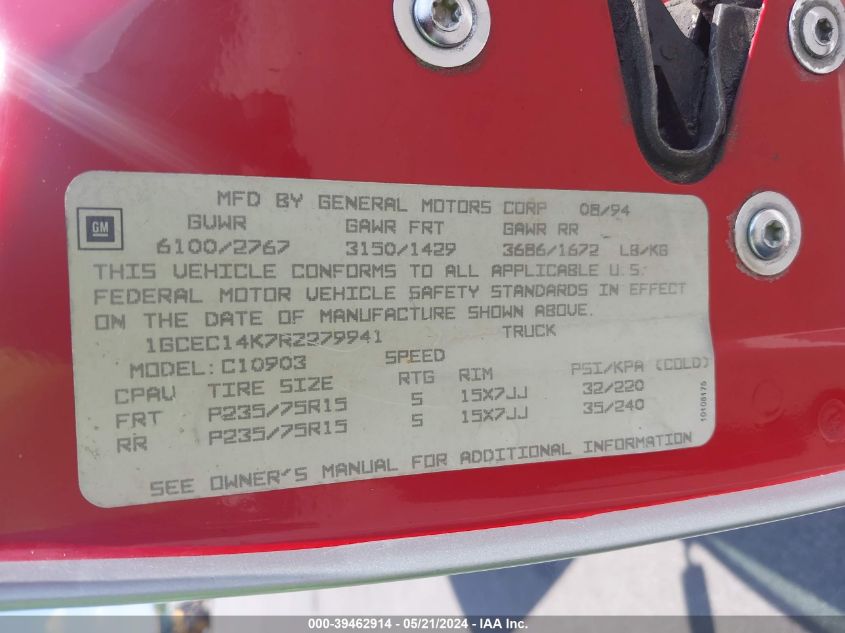 MFD BY GENERAL MOTORS CORP 08/94
GM
GVWR GAWR FRT GAWR RR
6100/2767 3150/1429 3686/1672 LB/KG
THIS VEHICLE CONFORMS TO ALL APPLICABLE U.S.
FEDERAL MOTOR VEHICLE SAFETY STANDARDS IN EFFECT
ON THE DATE OF MANUFACTURE SHOWN ABOVE.
1GCEC14K7RZ279941 TRUCK
MODEL: C10903 SPEED
CPAV TIRE SIZE RTG RIM PSI/KPA (COLD)
FRT P235/75R15 S 15X7JJ 32/220
RR P235/75R15 S 15X7JJ 35/240
SEE OWNER'S MANUAL FOR ADDITIONAL INFORMATION
000-39462914 - 05/21/2024 - IAA Inc.